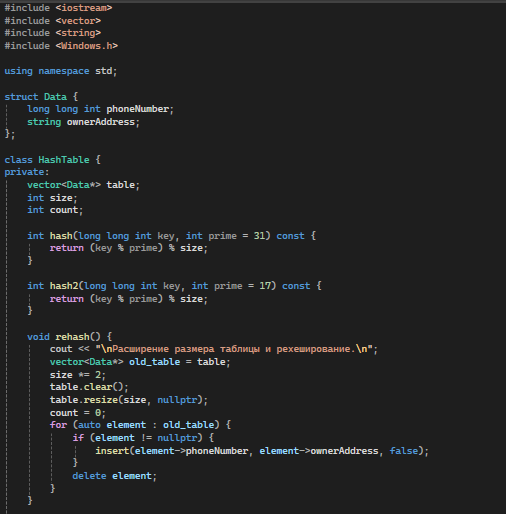 #include <iostream>
#include <vector>
#include <string>
#include <Windows.h>
using namespace std;
struct Data {
long long int phoneNumber;
string ownerAddress;
};
class HashTable {
private:
vector<Data*> table;
int size;
int count;
int hash(long long int key, int prime = 31) const {
return (key % prime) % size;
}
int hash2(long long int key, int prime = 17) const {
return (key % prime) % size;
}
void rehash() {
cout << "\nРасширение размера таблицы и рехеширование.\n";
vector<Data*> old_table = table;
size *= 2;
table.clear();
table.resize(size, nullptr);
count = 0;
for (auto element : old_table) {
if (element != nullptr) {
insert(element->phoneNumber, element->ownerAddress, false);
}
delete element;
}
}